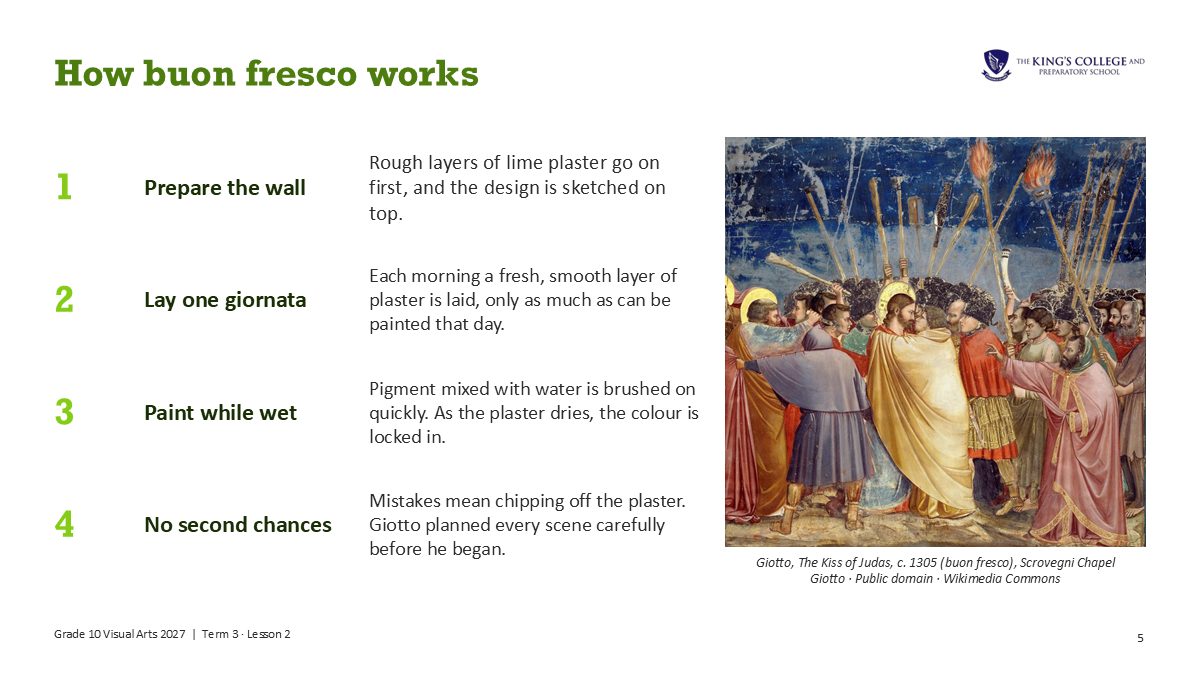 How buon fresco works
THE KING'S COLLEGE AND
PREPARATORY SCHOOL
1
Prepare the wall
Rough layers of lime plaster go on
first, and the design is sketched on
top.
2
Lay one giornata
Each morning a fresh, smooth layer of
plaster is laid, only as much as can be
painted that day.
3
Paint while wet
Pigment mixed with water is brushed on
quickly. As the plaster dries, the colour is
locked in.
4
No second chances
Mistakes mean chipping off the plaster.
Giotto planned every scene carefully
before he began.
Giotto, The Kiss of Judas, c. 1305 (buon fresco), Scrovegni Chapel
Giotto · Public domain · Wikimedia Commons
Grade 10 Visual Arts 2027 | Term 3 · Lesson 2
5